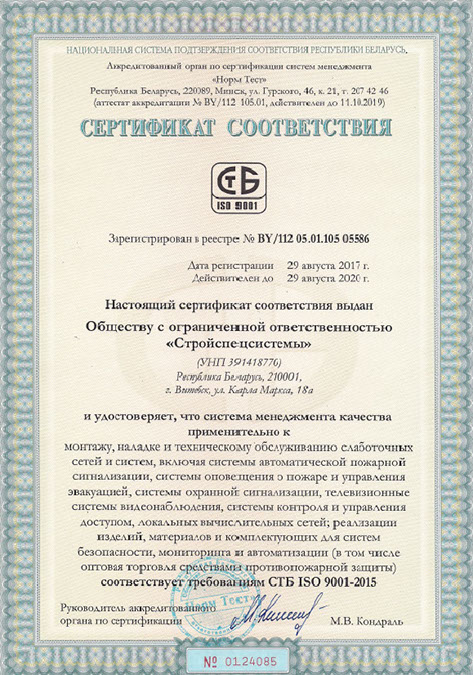 НАЦИОНАЛЬНАЯ СИСТЕМА ПОДТВЕРЖДЕНИЯ СООТВЕТСТВИЯ РЕСПУБЛИКИ БЕЛАРУСЬ
Аккредитованный орган по сертификации систем менеджмента
«Норм Тест»
Республика Беларусь, 220089, Минск, ул. Гурского, 46, к. 21, т. 207 42 46
(аттестат аккредитации № BY/112 105.01, действителен до 11.10.2019)
СЕРТИФИКАТ СООТВЕТСТВИЯ
СТБ
ISO 9001
Зарегистрирован в реестре № BY/112 05.01.105 05586
Дата регистрации 29 августа 2017 г.
Действителен до 29 августа 2020 г.
Настоящий сертификат соответствия выдан
Обществу с ограниченной ответственностью
«Стройспецсистемы»
(УНП 391418776)
Республика Беларусь, 210001,
г. Витебск, ул. Карла Маркса, 18а
и удостоверяет, что система менеджмента качества
применительно к
монтажу, наладке и техническому обслуживанию слаботочных
сетей и систем, включая системы автоматической пожарной
сигнализации, системы оповещения о пожаре и управления
эвакуацией, системы охранной сигнализации, телевизионные
системы видеонаблюдения, системы контроля и управления
доступом, локальных вычислительных сетей; реализации
изделий, материалов и комплектующих для систем
безопасности, мониторинга и автоматизации (в том числе
оптовая торговля средствами противопожарной защиты)
соответствует требованиям СТБ ISO 9001-2015
Норм Тест
Руководитель аккредитованного
органа по сертификации М.В. Кондраль
№ 0124085